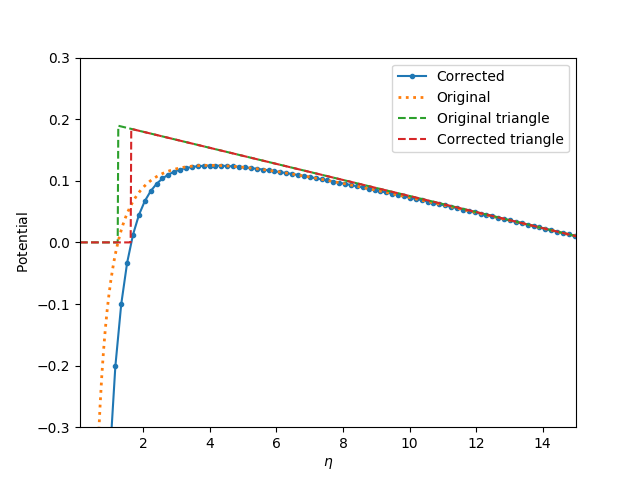 0.3
0.2
0.1
0.0
−0.1
−0.2
−0.3
Potential
2
4
6
8
10
12
14
η
Corrected
Original
Original triangle
Corrected triangle